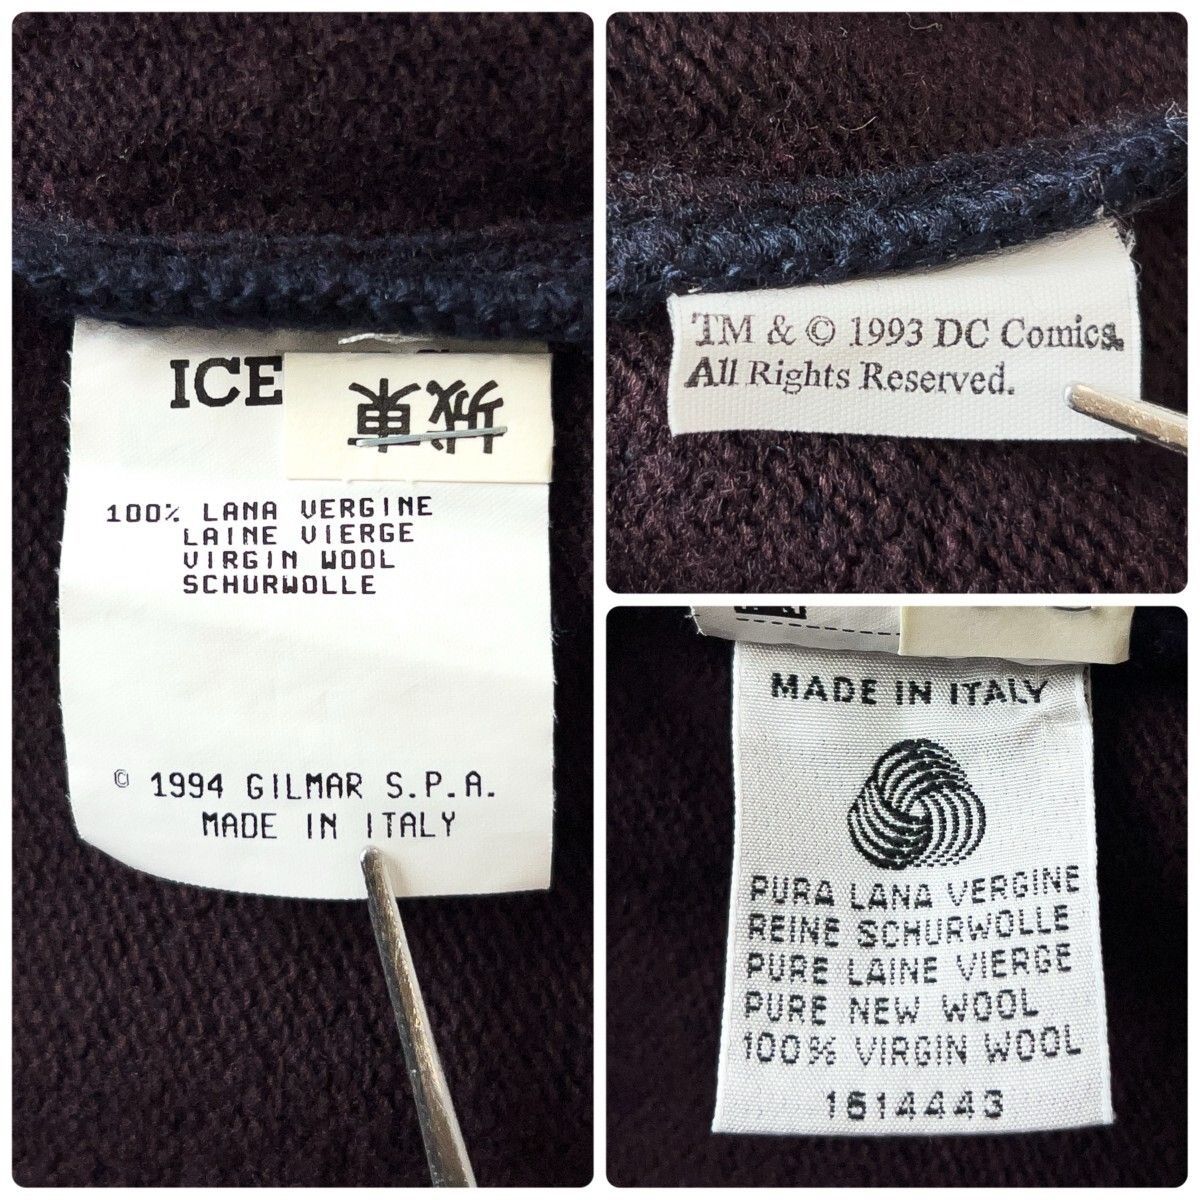 ICE
100% LANA VERGINE
LAINE VIERGE
VIRGIN WOOL
SCHURWOLLE
© 1994 GILMAR S.P.A.
MADE IN ITALY
TM & © 1993 DC Comics.
All Rights Reserved.
MADE IN ITALY
PURA LANA VERGINE
REINE SCHURWOLLE
PURE LAINE VIERGE
PURE NEW WOOL
100% VIRGIN WOOL
1614443